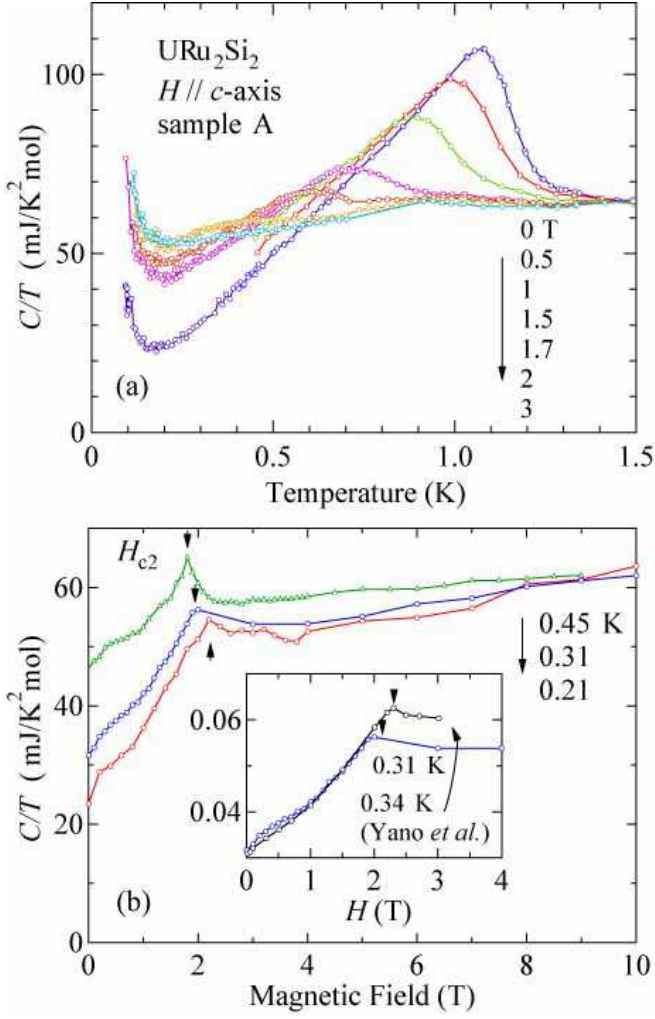 URu2Si2
H // c-axis
sample A
100
50
0
C/T (mJ/K2mol)
0 T
0.5
1
1.5
1.7
2
3
(a)
0
0.5
1.0
1.5
Temperature (K)
Hc2
60
40
20
0
C/T (mJ/K2mol)
0.45 K
0.31
0.21
0.06
0.04
0.31 K
0.34 K
(Yano et al.)
0
1
2
3
4
H (T)
(b)
0
2
4
6
8
10
Magnetic Field (T)